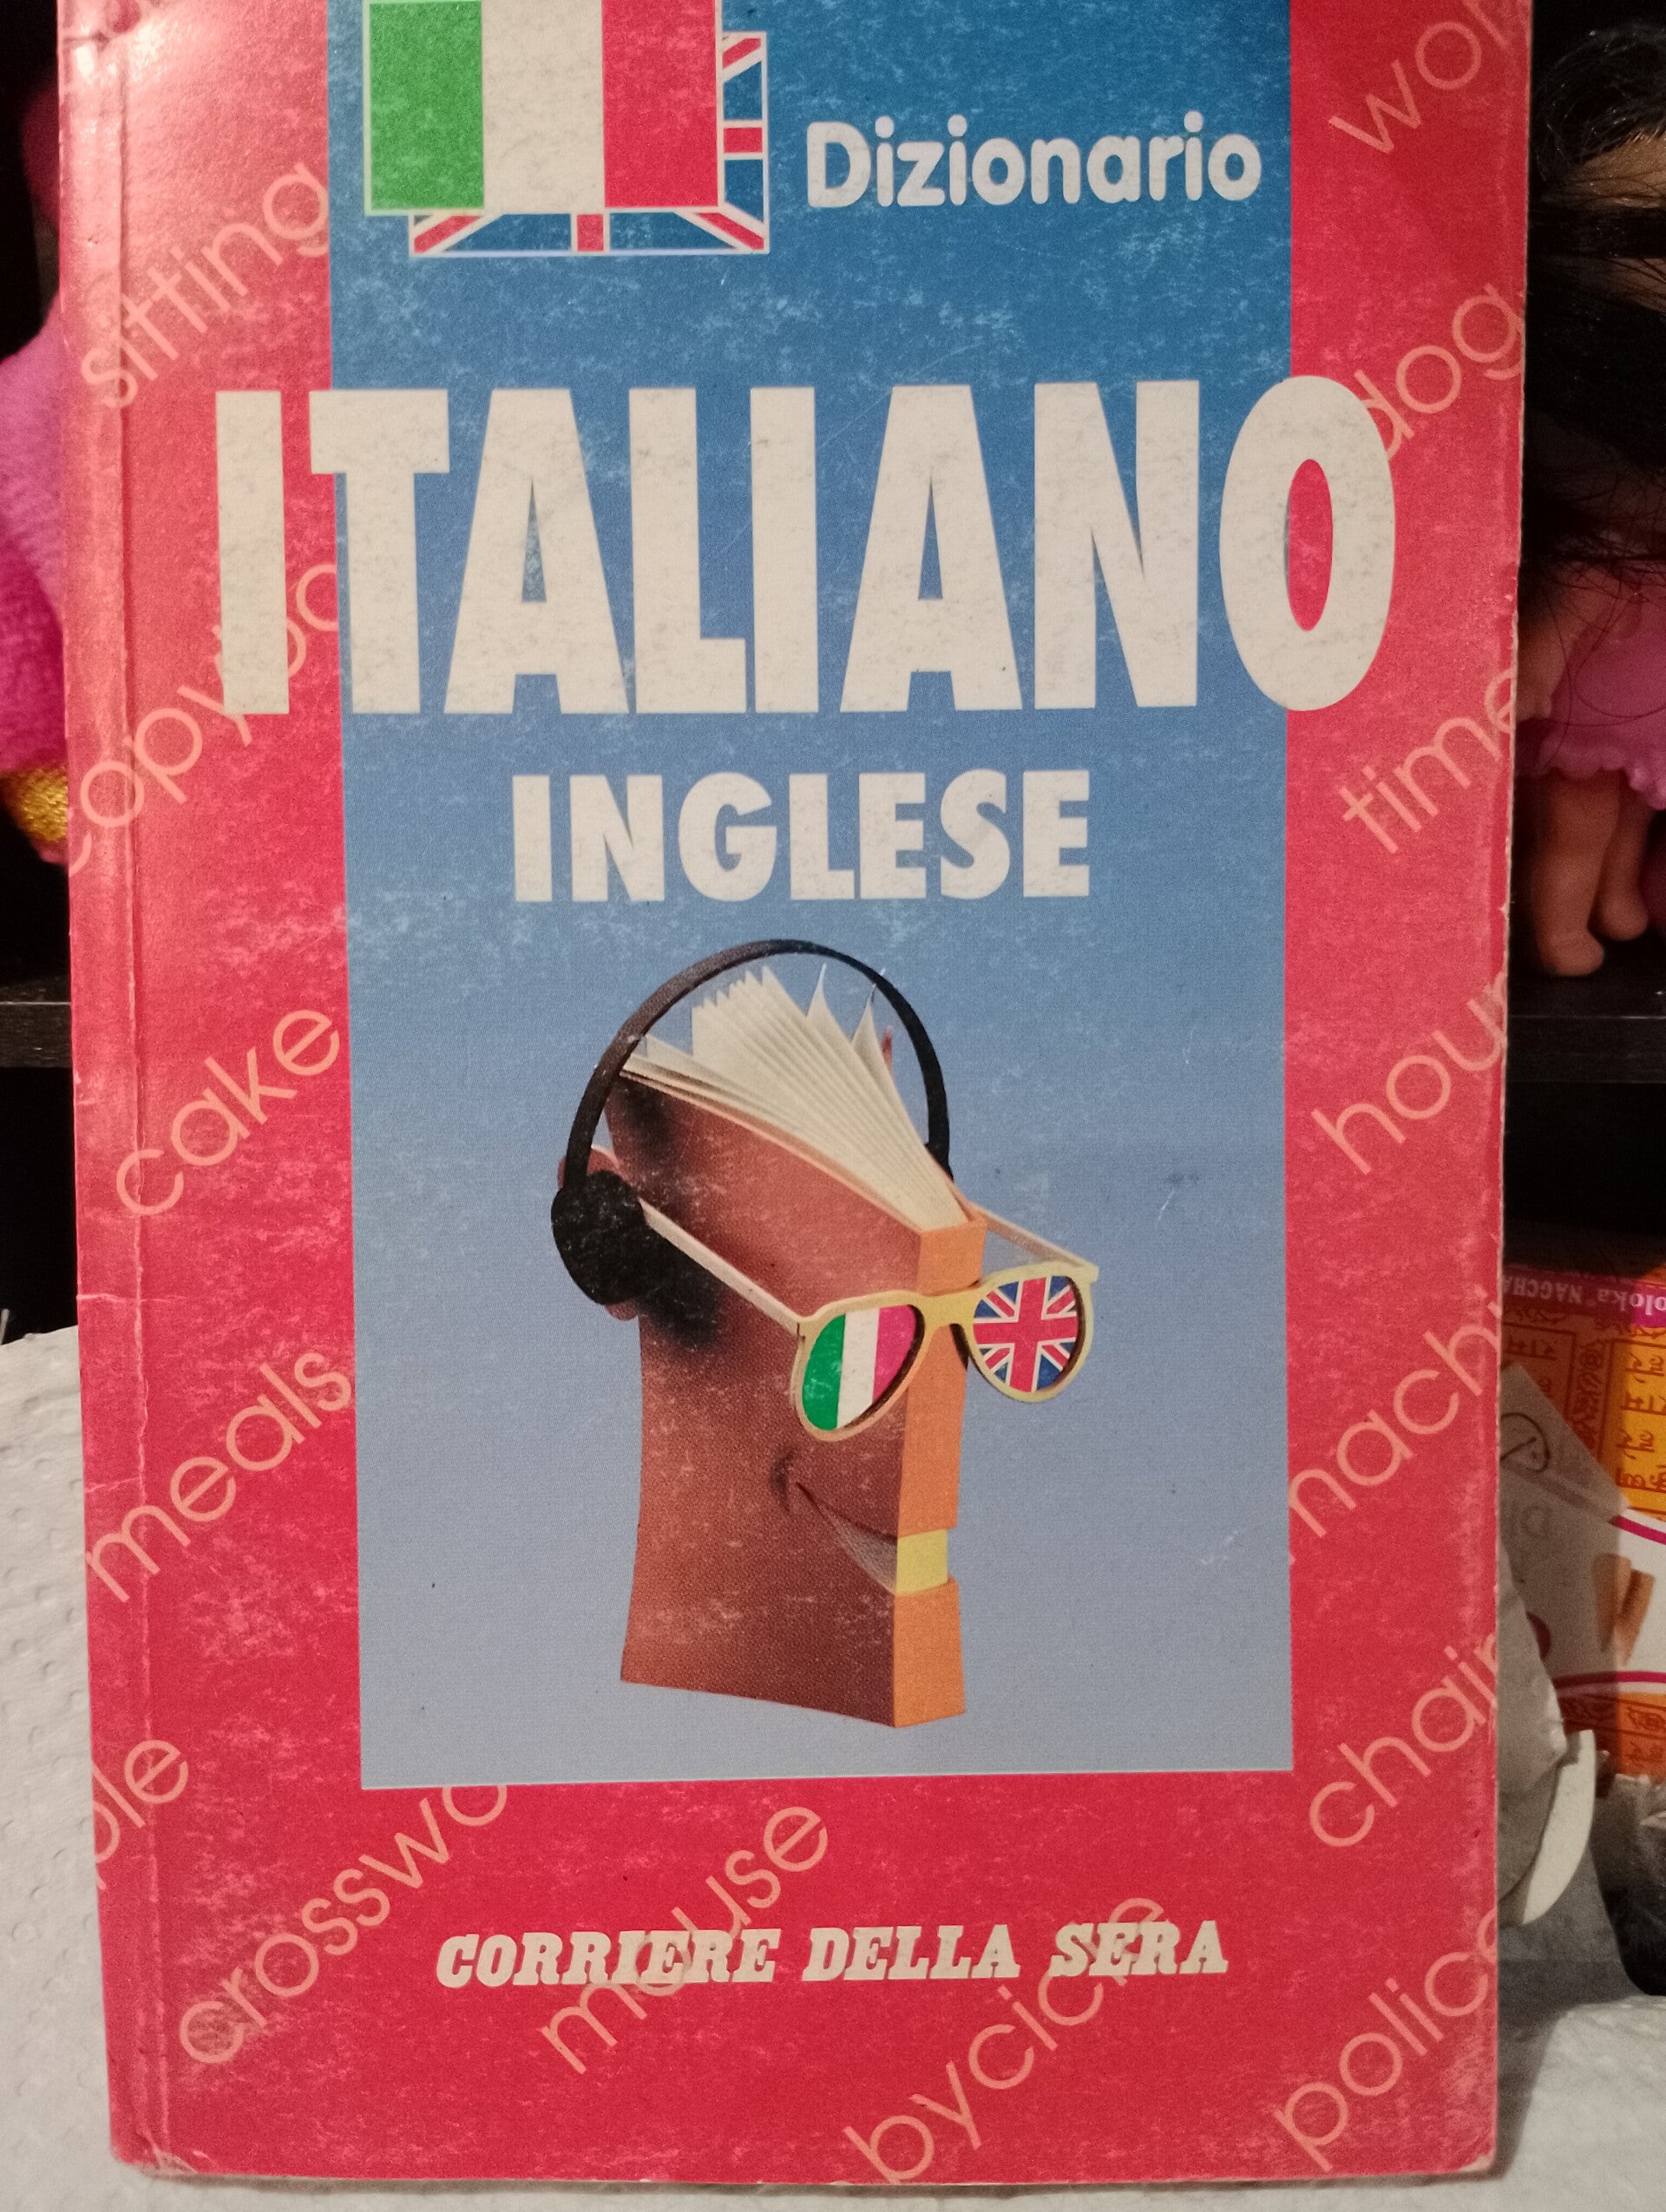 Dizionario
ITALIANO
INGLESE
sitting
dog
time
cake
hour
meals
chair
mouse
CORRIERE DELLA SERA
bycicle